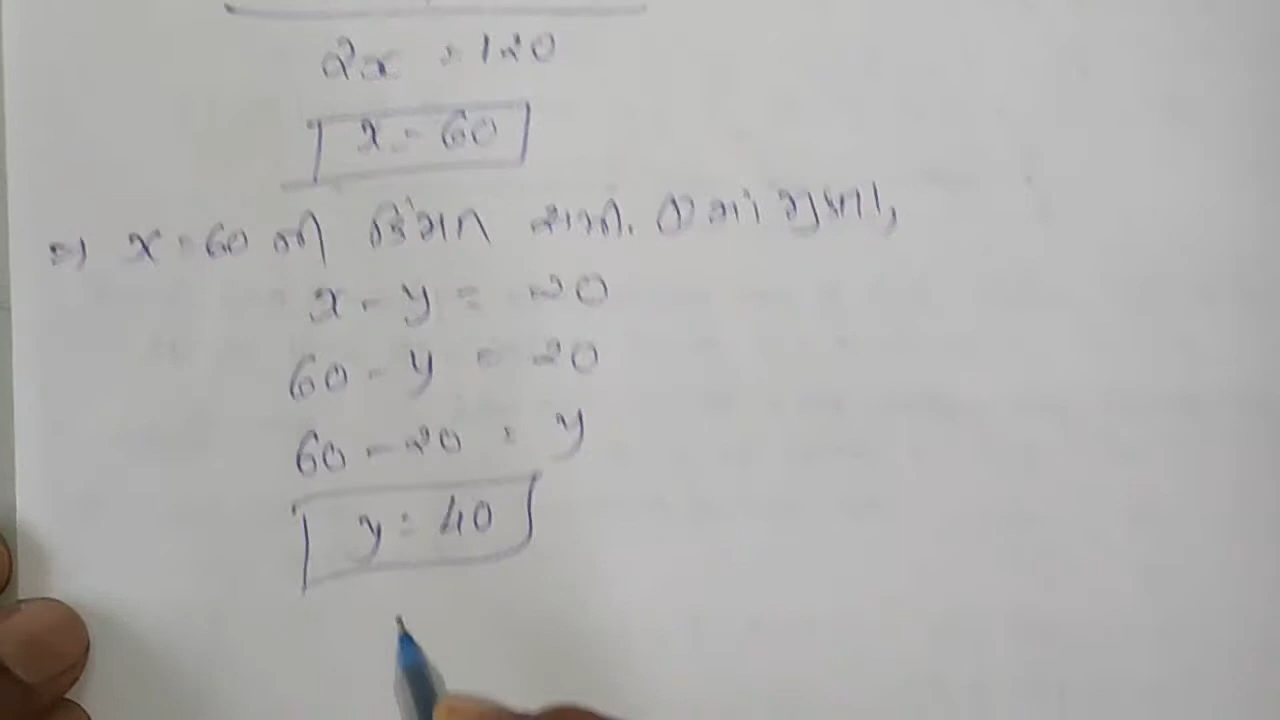 2x = 120
x = 60
⇒ x = 60 ની કિંમત સમી. ① માં મુકતા,
x - y = 20
60 - y = 20
60 - 20 = y
y = 40